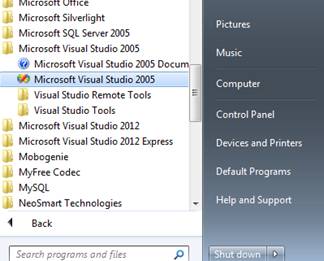 Microsoft Office
Microsoft Silverlight
Microsoft SQL Server 2005
Microsoft Visual Studio 2005
Microsoft Visual Studio 2005 Docum
Microsoft Visual Studio 2005
Visual Studio Remote Tools
Visual Studio Tools
Microsoft Visual Studio 2012
Microsoft Visual Studio 2012 Express
Mobogenie
MyFree Codec
MySQL
NeoSmart Technologies
Back
Search programs and files
Pictures
Music
Computer
Control Panel
Devices and Printers
Default Programs
Help and Support
Shut down